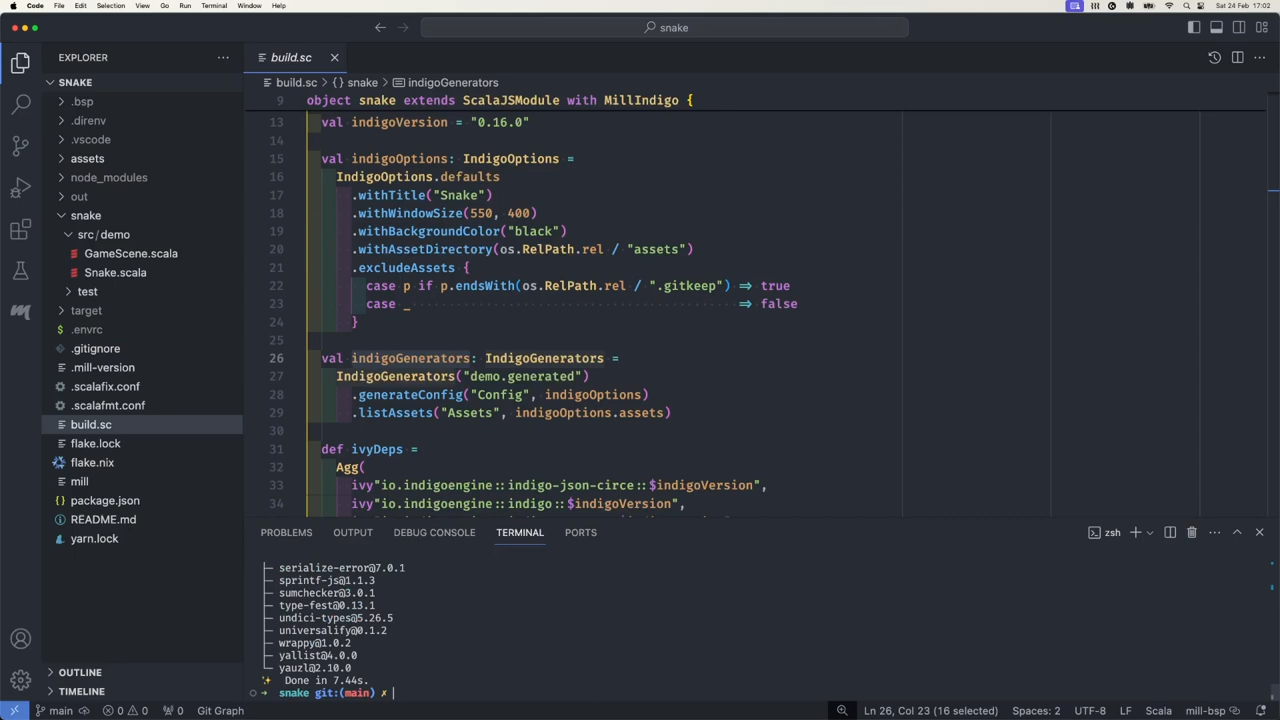 Code File Edit Selection View Go Run Terminal Window Help Sat 24 Feb 17:02
snake
EXPLORER
build.sc
SNAKE
build.sc > {} snake > indigoGenerators
.bsp
.direnv
.vscode
assets
node_modules
out
snake
src/demo
GameScene.scala
Snake.scala
test
target
.envrc
.gitignore
.mill-version
.scalafix.conf
.scalafmt.conf
build.sc
flake.lock
flake.nix
mill
package.json
README.md
yarn.lock
OUTLINE
TIMELINE
9 object snake extends ScalaJSModule with MillIndigo {
13 val indigoVersion = "0.16.0"
14
15 val indigoOptions: IndigoOptions =
16 IndigoOptions.defaults
17 .withTitle("Snake")
18 .withWindowSize(550, 400)
19 .withBackgroundColor("black")
20 .withAssetDirectory(os.RelPath.rel / "assets")
21 .excludeAssets {
22 case p if p.endsWith(os.RelPath.rel / ".gitkeep") => true
23 case _ => false
24 }
25
26 val indigoGenerators: IndigoGenerators =
27 IndigoGenerators("demo.generated")
28 .generateConfig("Config", indigoOptions)
29 .listAssets("Assets", indigoOptions.assets)
30
31 def ivyDeps =
32 Agg(
33 ivy"io.indigoengine::indigo-json-circe::$indigoVersion",
34 ivy"io.indigoengine::indigo::$indigoVersion",
PROBLEMS OUTPUT DEBUG CONSOLE TERMINAL PORTS zsh
├─ serialize-error@7.0.1
├─ sprintf-js@1.1.3
├─ sumchecker@3.0.1
├─ type-fest@0.13.1
├─ undici-types@5.26.5
├─ universalify@0.1.2
├─ wrappy@1.0.2
├─ yallist@4.0.0
└─ yauzl@2.10.0
✨ Done in 7.44s.
→ snake git:(main) ✗
main 0 0 0 Git Graph Ln 26, Col 23 (16 selected) Spaces: 2 UTF-8 LF Scala mill-bsp